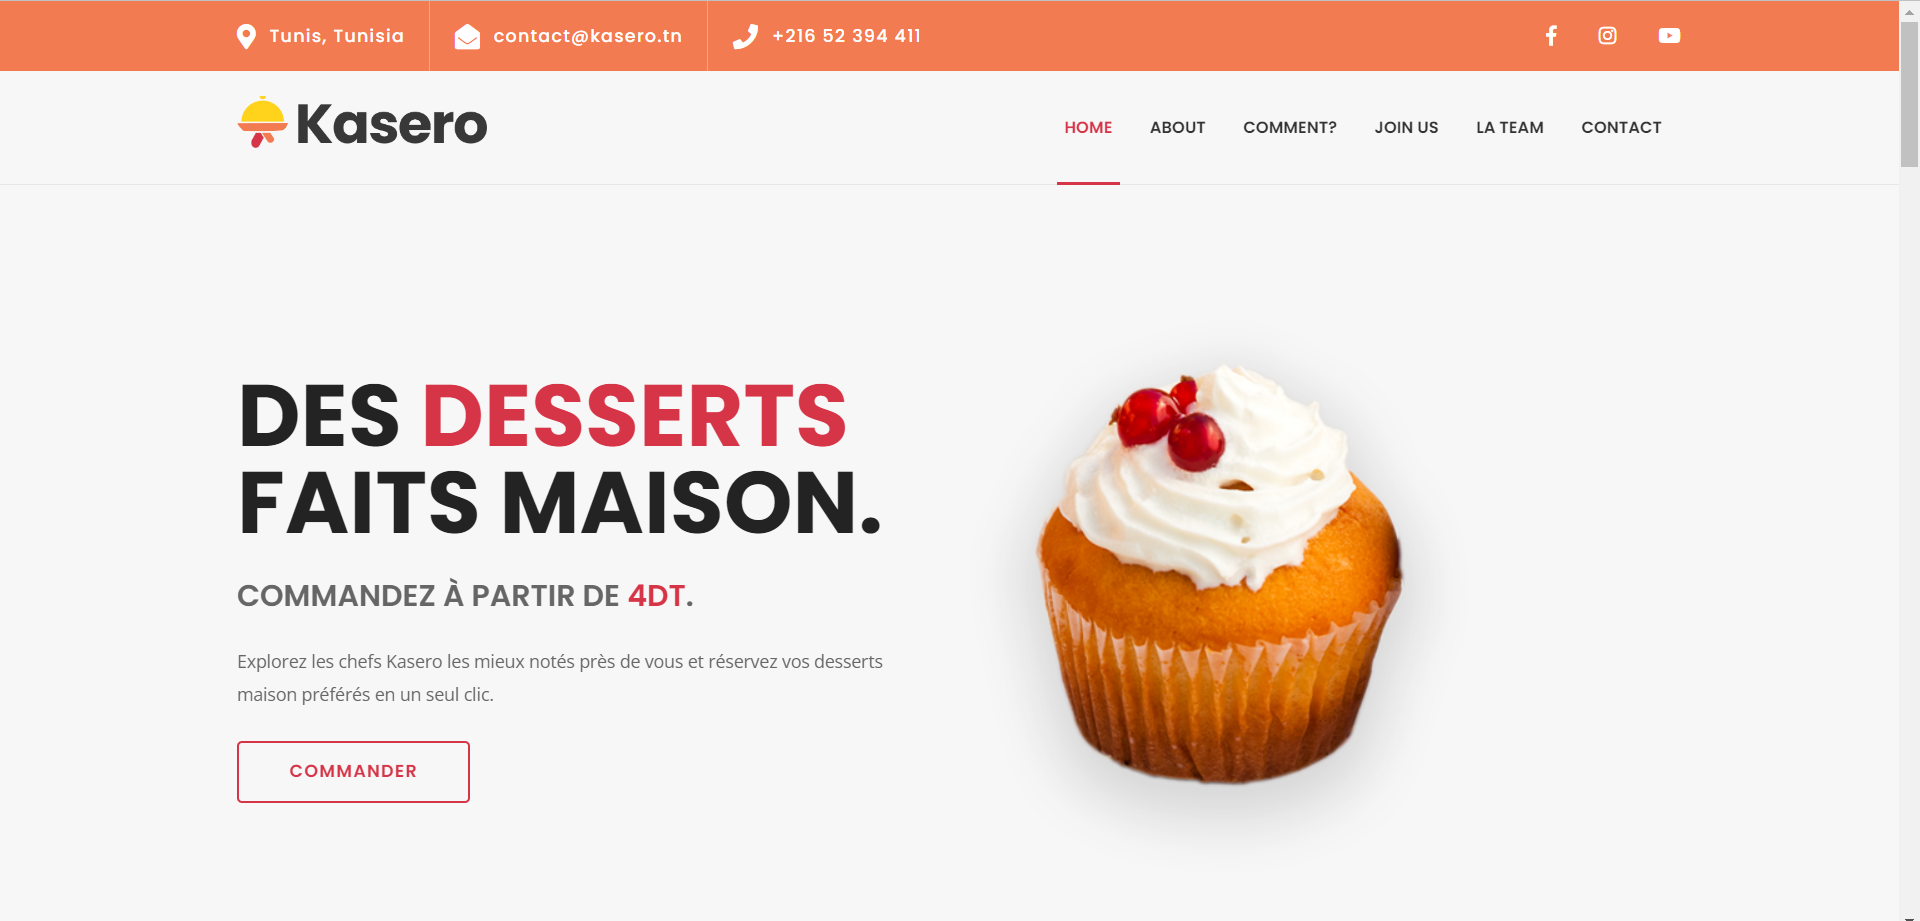 Tunis, Tunisia
contact@kasero.tn
+216 52 394 411
Kasero
HOME
ABOUT
COMMENT?
JOIN US
LA TEAM
CONTACT
DES DESSERTS
FAITS MAISON.
COMMANDEZ À PARTIR DE 4DT.
Explorez les chefs Kasero les mieux notés près de vous et réservez vos desserts
maison préférés en un seul clic.
COMMANDER